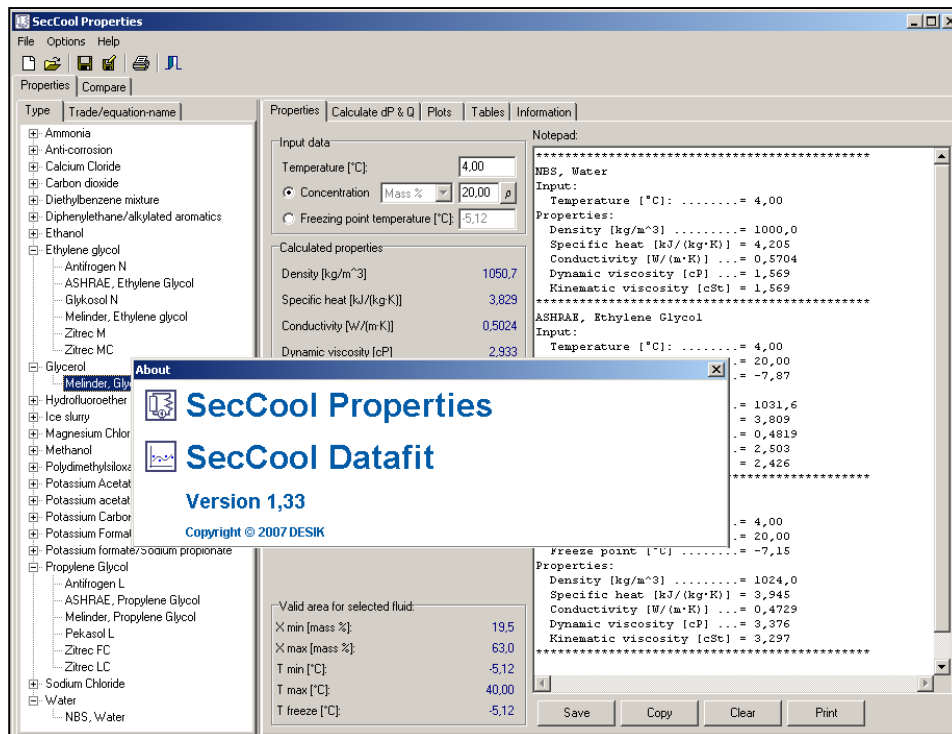 SecCool Properties
File Options Help
Properties Compare
Type Trade/equation-name
Ammonia
Anti-corrosion
Calcium Cloride
Carbon dioxide
Diethylbenzene mixture
Diphenylethane/alkylated aromatics
Ethanol
Ethylene glycol
Antifrogen N
ASHRAE, Ethylene Glycol
Glykosol N
Melinder, Ethylene glycol
Zitrec M
Zitrec MC
Glycerol
Melinder, Gly
Hydrofluoroether
Ice slurry
Magnesium Chlor
Methanol
Polydimethylsiloxa
Potassium Acetat
Potassium acetat
Potassium Carbor
Potassium Format
Potassium formate/Sodium propionate
Propylene Glycol
Antifrogen L
ASHRAE, Propylene Glycol
Melinder, Propylene Glycol
Pekasol L
Zitrec FC
Zitrec LC
Sodium Chloride
Water
NBS, Water
Properties Calculate dP & Q Plots Tables Information
Input data
Temperature [°C]: 4,00
Concentration Mass % 20,00 ρ
Freezing point temperature [°C]: -5,12
Calculated properties
Density [kg/m^3] 1050,7
Specific heat [kJ/(kg·K)] 3,829
Conductivity [W/(m·K)] 0,5024
Dynamic viscosity [cP] 2,933
Valid area for selected fluid:
X min [mass %]: 19,5
X max [mass %]: 63,0
T min [°C]: -5,12
T max [°C]: 40,00
T freeze [°C]: -5,12
Notepad:
*********************************************
NBS, Water
Input:
Temperature [°C]: ........= 4,00
Properties:
Density [kg/m^3] .........= 1000,0
Specific heat [kJ/(kg·K)] = 4,205
Conductivity [W/(m·K)] ...= 0,5704
Dynamic viscosity [cP] ...= 1,569
Kinematic viscosity [cSt] = 1,569
*********************************************
ASHRAE, Ethylene Glycol
Input:
Temperature [°C]: ........= 4,00
.= 20,00
.= -7,87
.= 1031,6
= 3,809
.= 0,4819
.= 2,503
= 2,426
*****************
.= 4,00
.= 20,00
Freeze point [°C] ........= -7,15
Properties:
Density [kg/m^3] .........= 1024,0
Specific heat [kJ/(kg·K)] = 3,945
Conductivity [W/(m·K)] ...= 0,4729
Dynamic viscosity [cP] ...= 3,376
Kinematic viscosity [cSt] = 3,297
*********************************************
Save Copy Clear Print
About
SecCool Properties
SecCool Datafit
Version 1,33
Copyright © 2007 DESIK